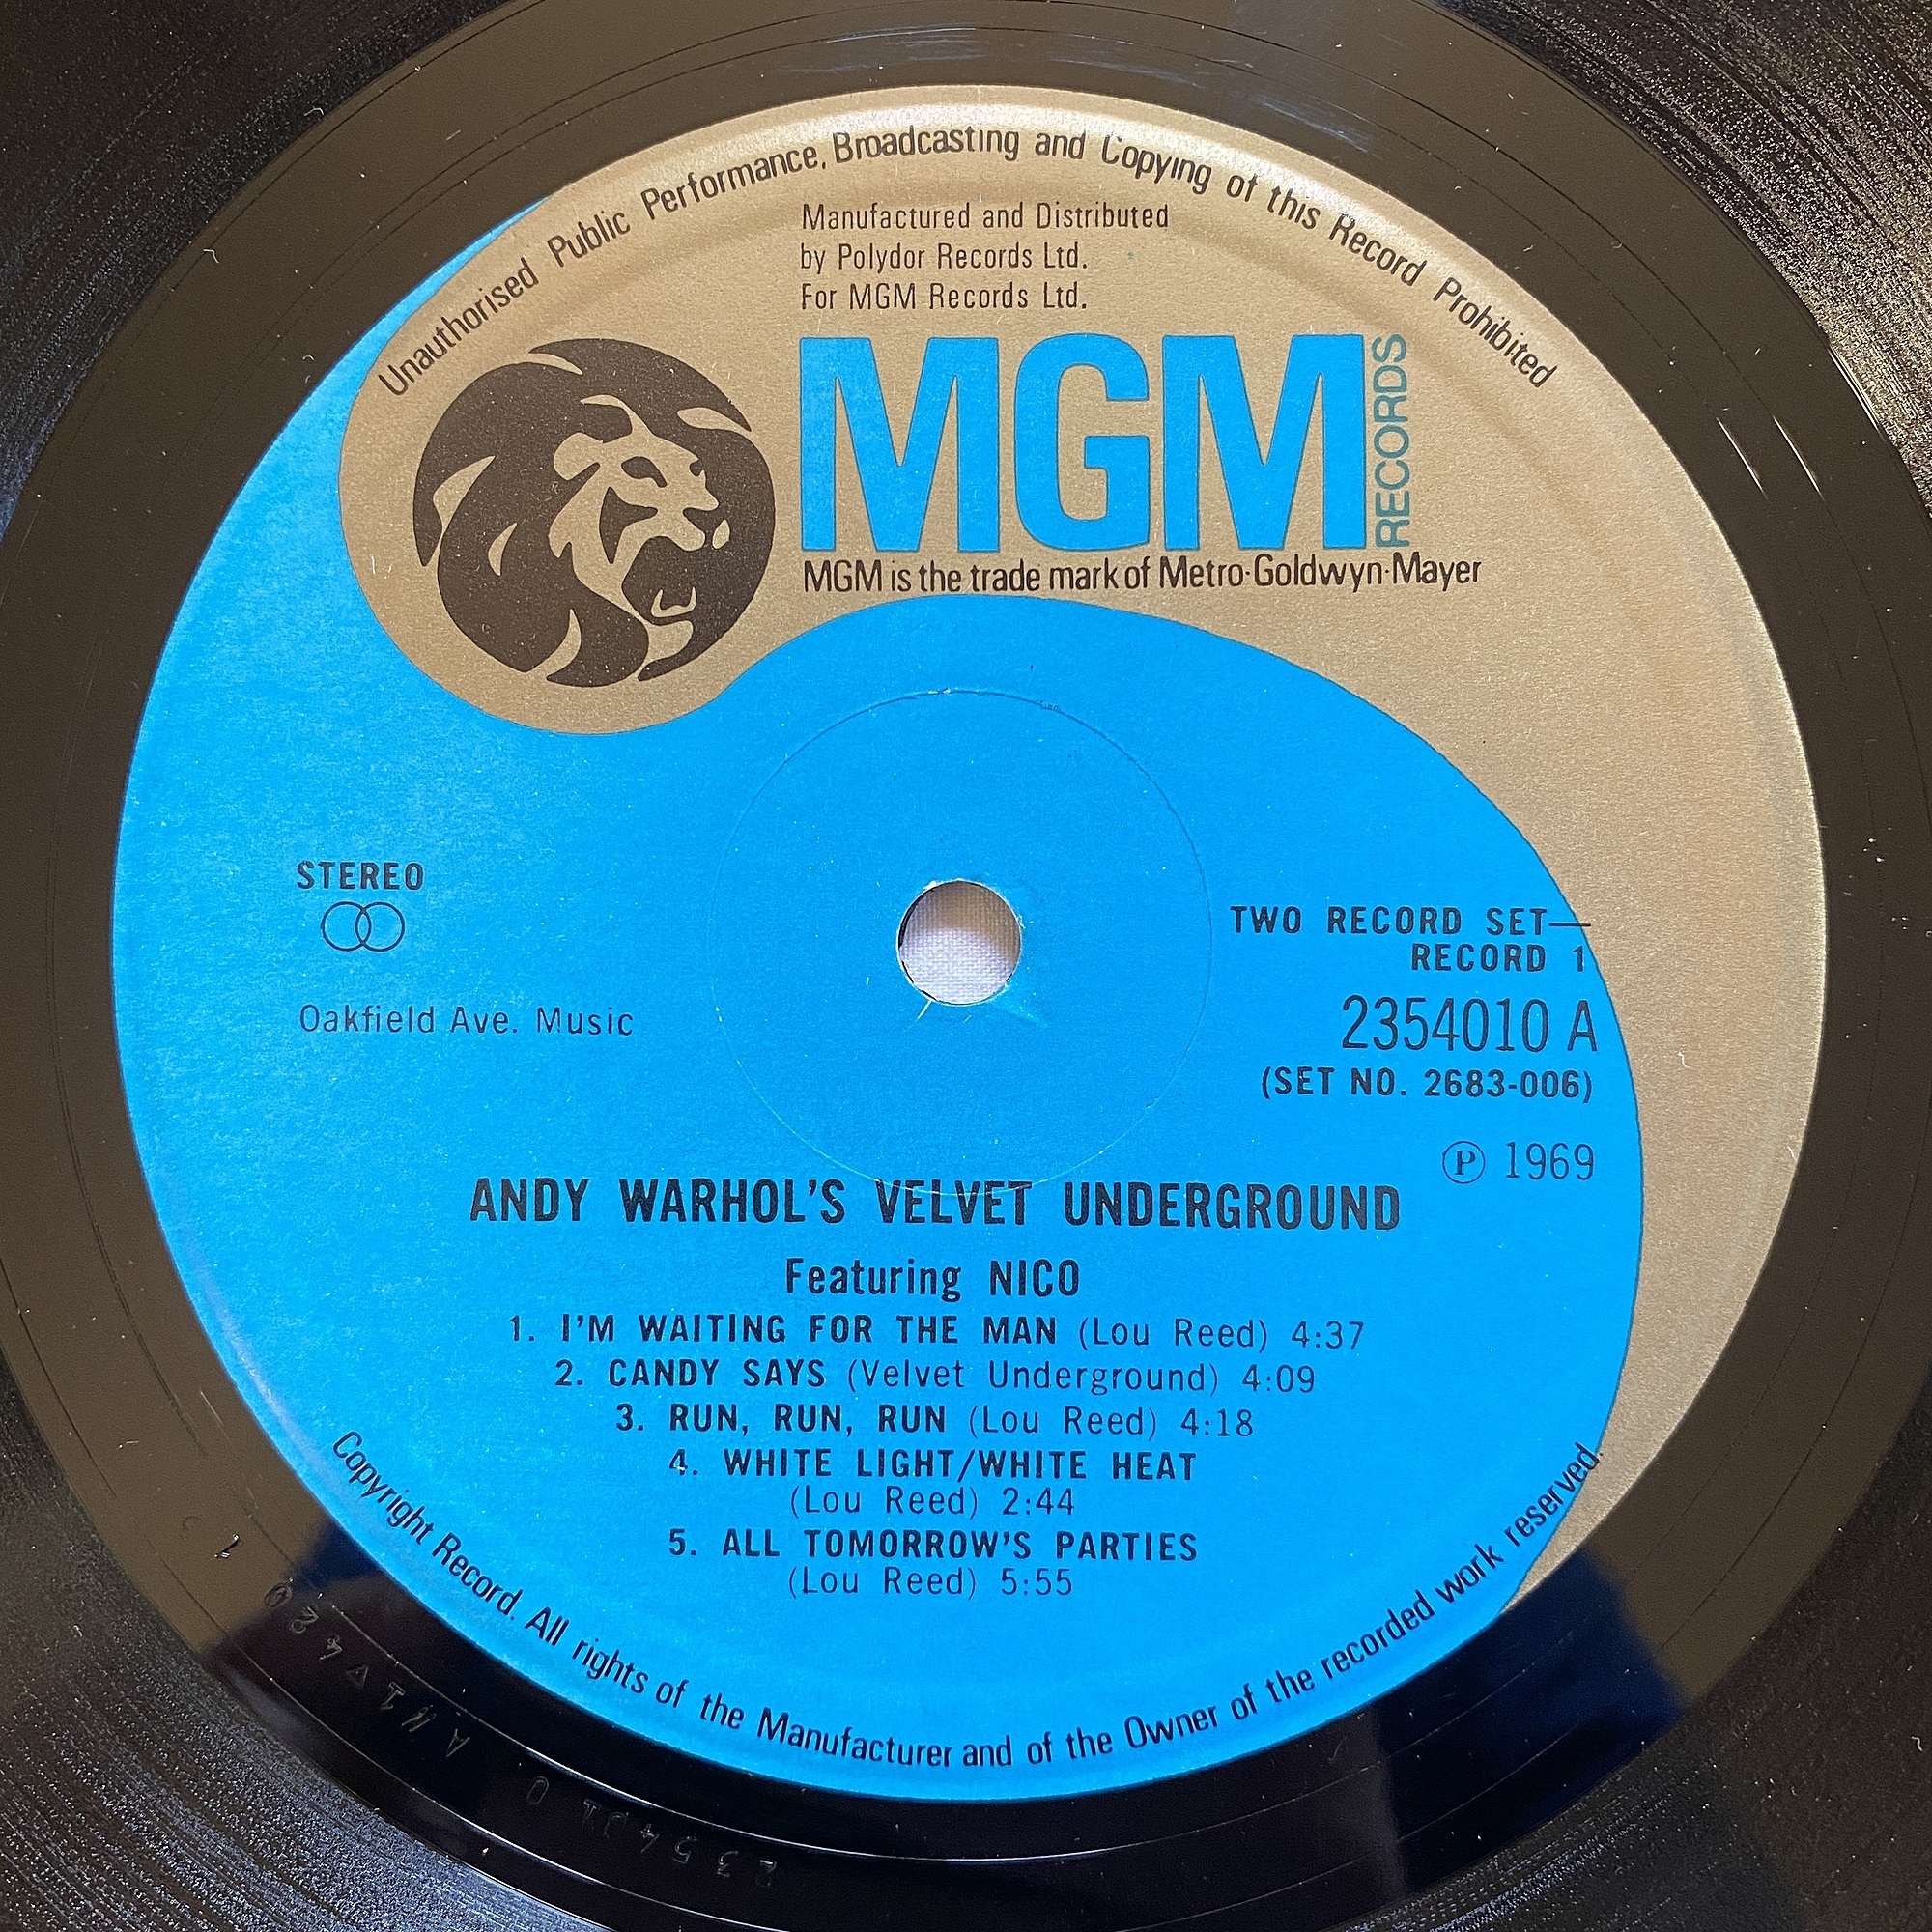 Unauthorised Public Performance, Broadcasting and Copying of this Record Prohibited
Manufactured and Distributed
by Polydor Records Ltd.
For MGM Records Ltd.
MGM RECORDS
MGM is the trade mark of Metro-Goldwyn-Mayer
STEREO
Oakfield Ave. Music
TWO RECORD SET—
RECORD 1
2354010 A
(SET NO. 2683-006)
Ⓟ 1969
ANDY WARHOL'S VELVET UNDERGROUND
Featuring NICO
1. I'M WAITING FOR THE MAN (Lou Reed) 4:37
2. CANDY SAYS (Velvet Underground) 4:09
3. RUN, RUN, RUN (Lou Reed) 4:18
4. WHITE LIGHT/WHITE HEAT
(Lou Reed) 2:44
5. ALL TOMORROW'S PARTIES
(Lou Reed) 5:55
Copyright Record. All rights of the Manufacturer and of the Owner of the recorded work reserved.